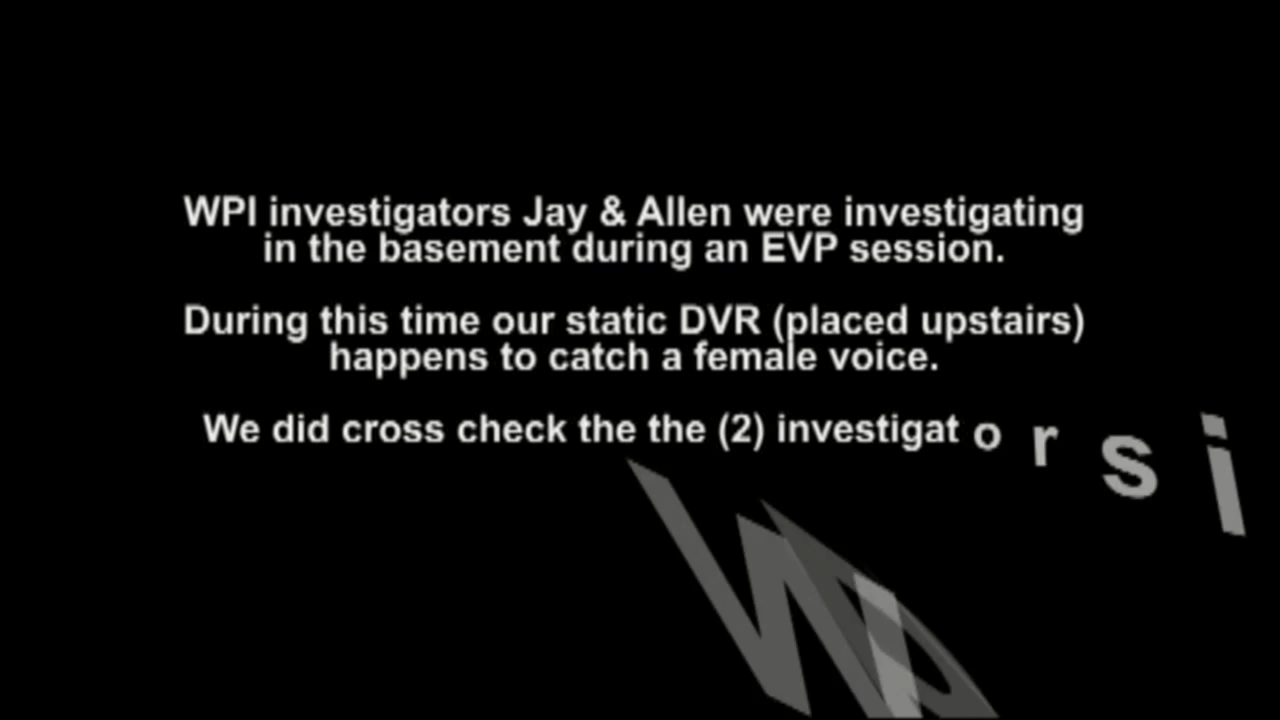 WPI investigators Jay & Allen were investigating
in the basement during an EVP session.
During this time our static DVR (placed upstairs)
happens to catch a female voice.
We did cross check the the (2) investigators i
W P